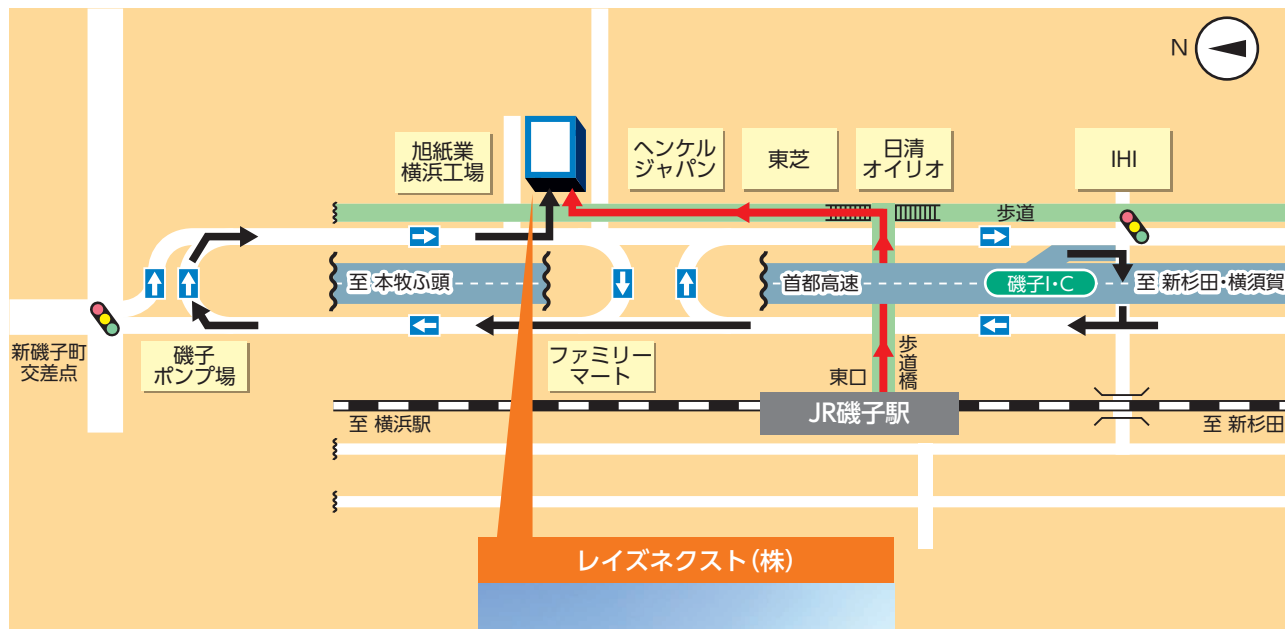 N
旭紙業
横浜工場
ヘンケル
ジャパン
東芝
日清
オイリオ
IHI
歩道
至 本牧ふ頭
首都高速
磯子I・C
至 新杉田・横須賀
新磯子町
交差点
磯子
ポンプ場
ファミリー
マート
東口
歩道橋
JR磯子駅
至 横浜駅
至 新杉田
レイズネクスト(株)